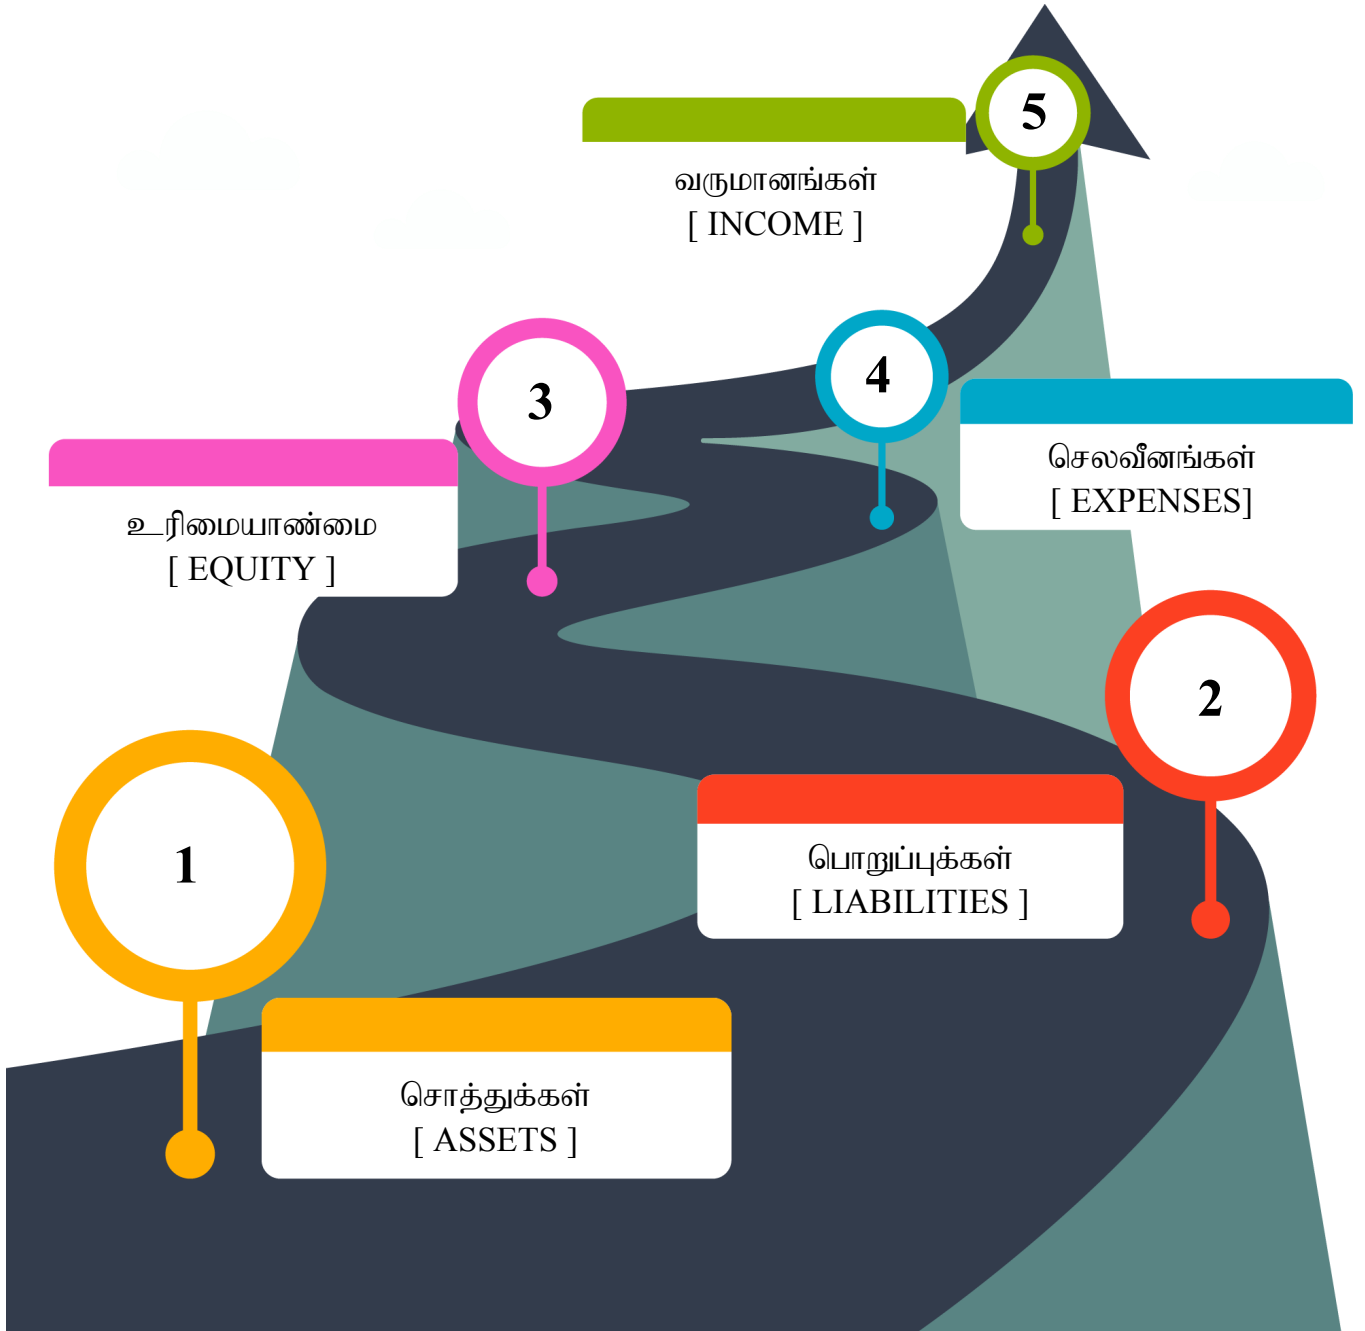 5
வருமானங்கள்
[ INCOME ]
3
4
செலவீனங்கள்
[ EXPENSES]
உரிமையாண்மை
[ EQUITY ]
2
1
பொறுப்புக்கள்
[ LIABILITIES ]
சொத்துக்கள்
[ ASSETS ]